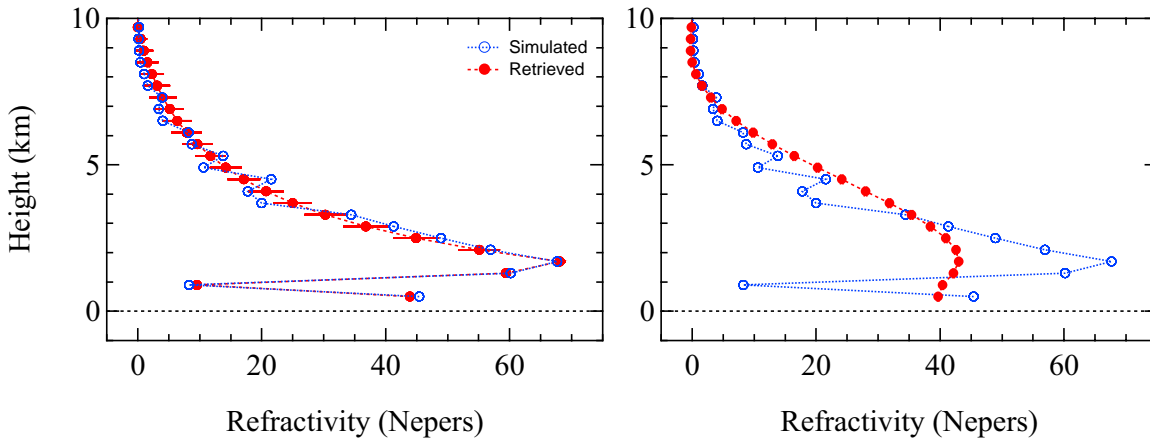 10
5
0
Height (km)
Simulated
Retrieved
0 20 40 60
Refractivity (Nepers)
10
5
0
0 20 40 60
Refractivity (Nepers)